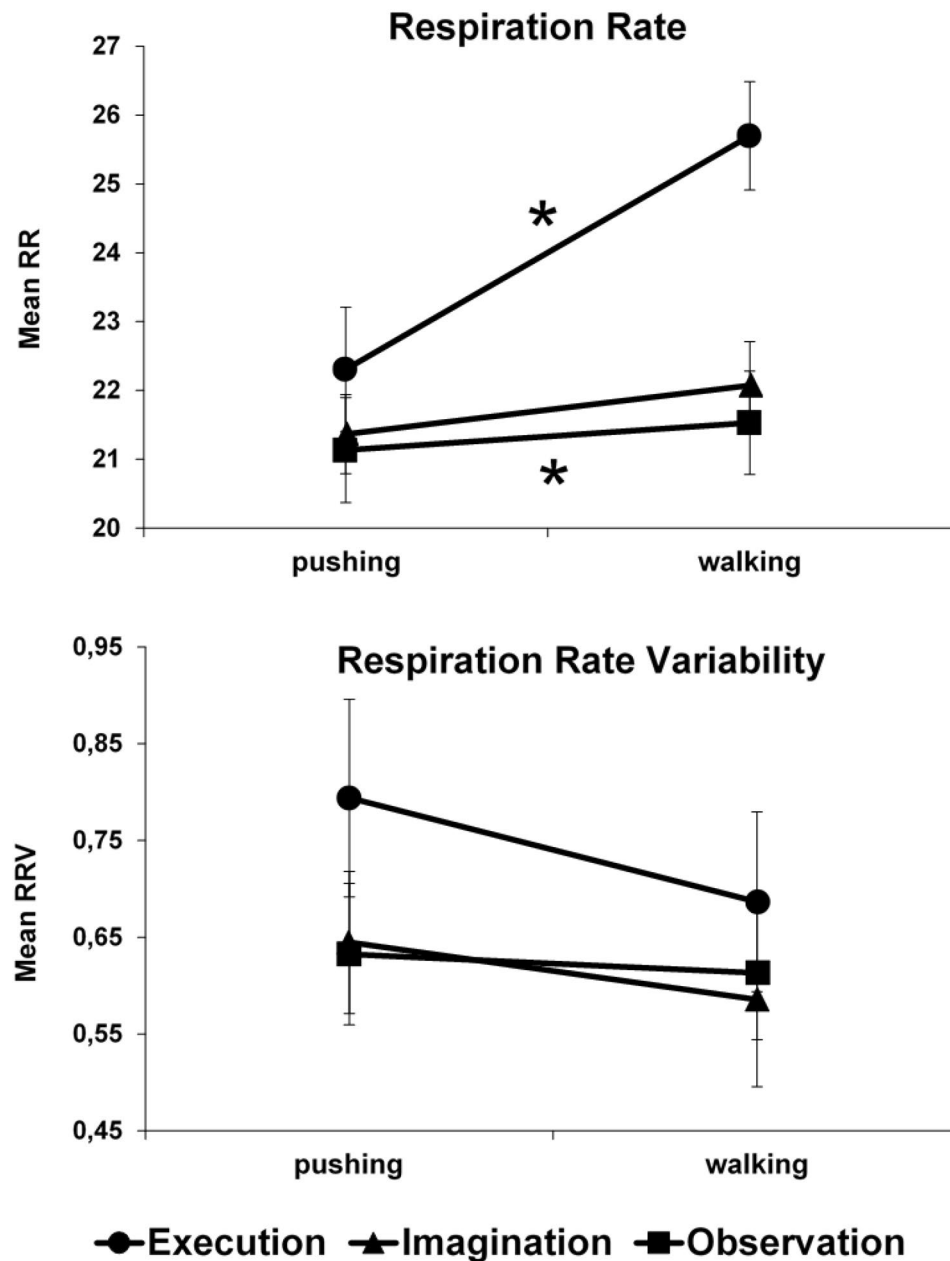 Respiration Rate
27
26
25
24
23
22
21
20
Mean RR
*
*
pushing walking
Respiration Rate Variability
0,95
0,85
0,75
0,65
0,55
0,45
Mean RRV
pushing walking
Execution Imagination Observation